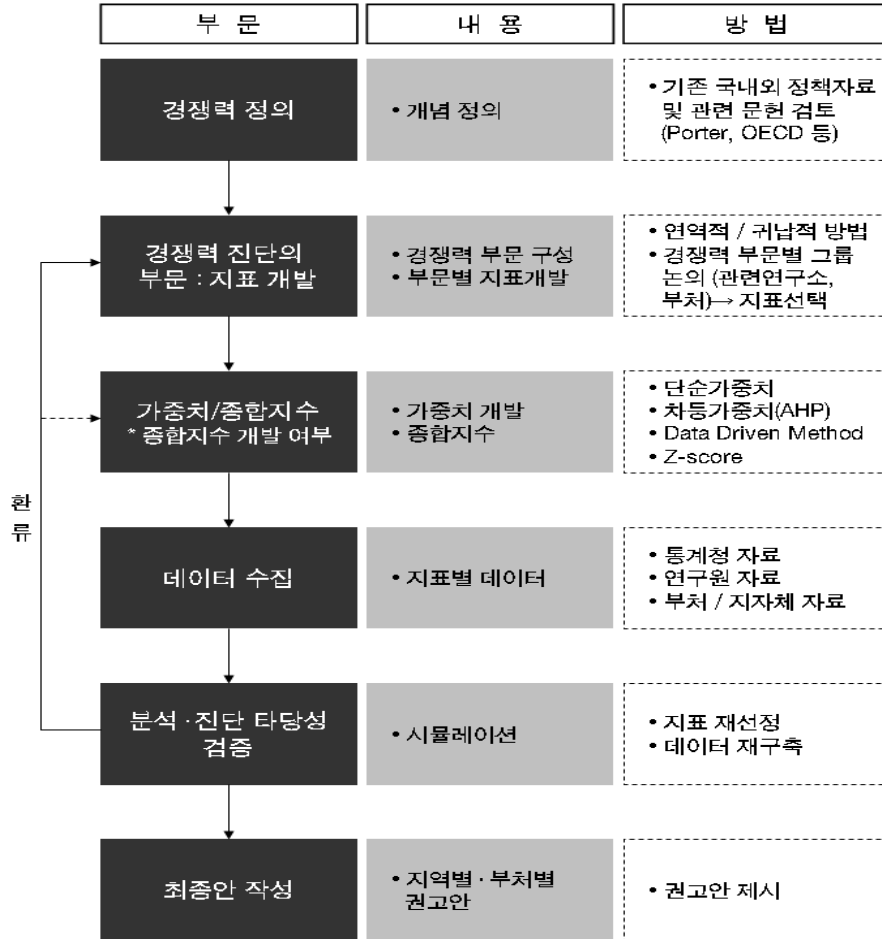 부 문
내 용
방 법
경쟁력 정의
• 개념 정의
• 기존 국내외 정책자료
및 관련 문헌 검토
(Porter, OECD 등)
경쟁력 진단의
부문 : 지표 개발
• 경쟁력 부문 구성
• 부문별 지표개발
• 연역적 / 귀납적 방법
• 경쟁력 부문별 그룹
논의 (관련연구소,
부처)→ 지표선택
가중치/종합지수
* 종합지수 개발 여부
• 가중치 개발
• 종합지수
• 단순가중치
• 차등가중치(AHP)
• Data Driven Method
• Z-score
환
류
데이터 수집
• 지표별 데이터
• 통계청 자료
• 연구원 자료
• 부처 / 지자체 자료
분석 · 진단 타당성
검증
• 시뮬레이션
• 지표 재선정
• 데이터 재구축
최종안 작성
• 지역별 · 부처별
권고안
• 권고안 제시